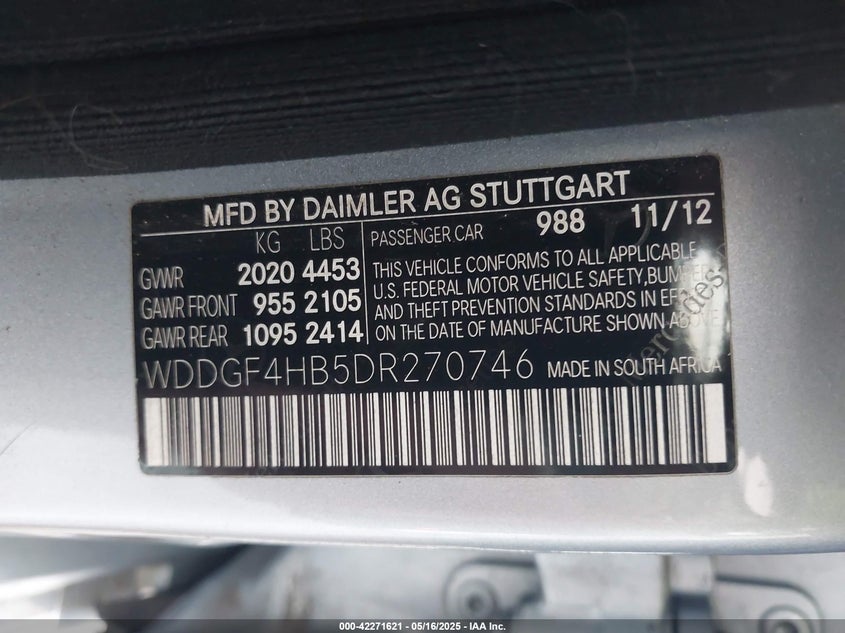 MFD BY DAIMLER AG STUTTGART
KG LBS PASSENGER CAR 988 11/12
GVWR 2020 4453
GAWR FRONT 955 2105
GAWR REAR 1095 2414
THIS VEHICLE CONFORMS TO ALL APPLICABLE
U.S. FEDERAL MOTOR VEHICLE SAFETY, BUMPER
AND THEFT PREVENTION STANDARDS IN EFFECT
ON THE DATE OF MANUFACTURE SHOWN ABOVE
WDDGF4HB5DR270746 MADE IN SOUTH AFRICA
Mercedes
000-42271621 - 05/16/2025 - IAA Inc.